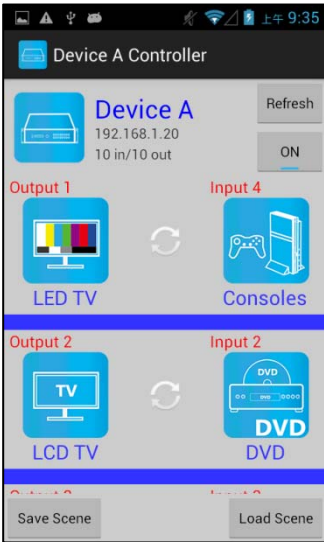 上午 9:35
Device A Controller
Device A
192.168.1.20
10 in/10 out
Refresh
ON
Output 1
Input 4
LED TV
Consoles
Output 2
Input 2
TV
DVD
DVD
LCD TV
DVD
Save Scene
Load Scene